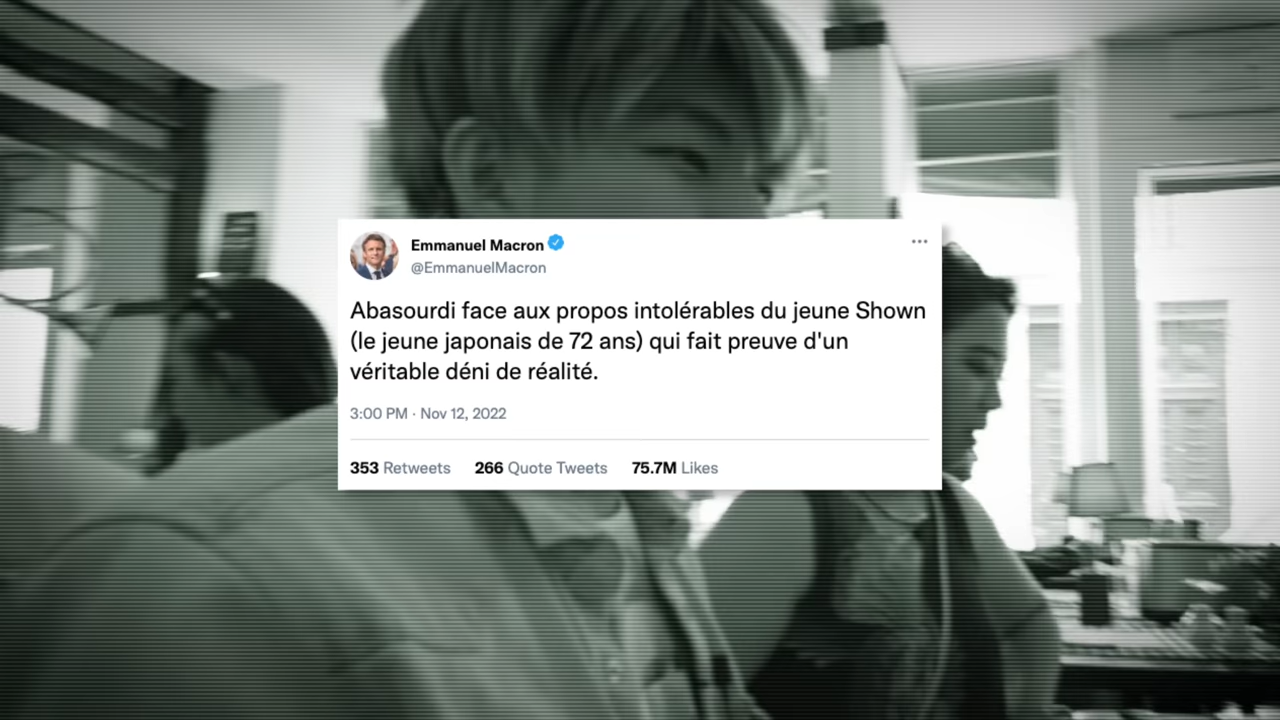 Emmanuel Macron
@EmmanuelMacron
Abasourdi face aux propos intolérables du jeune Shown
(le jeune japonais de 72 ans) qui fait preuve d'un
véritable déni de réalité.
3:00 PM · Nov 12, 2022
353 Retweets 266 Quote Tweets 75.7M Likes